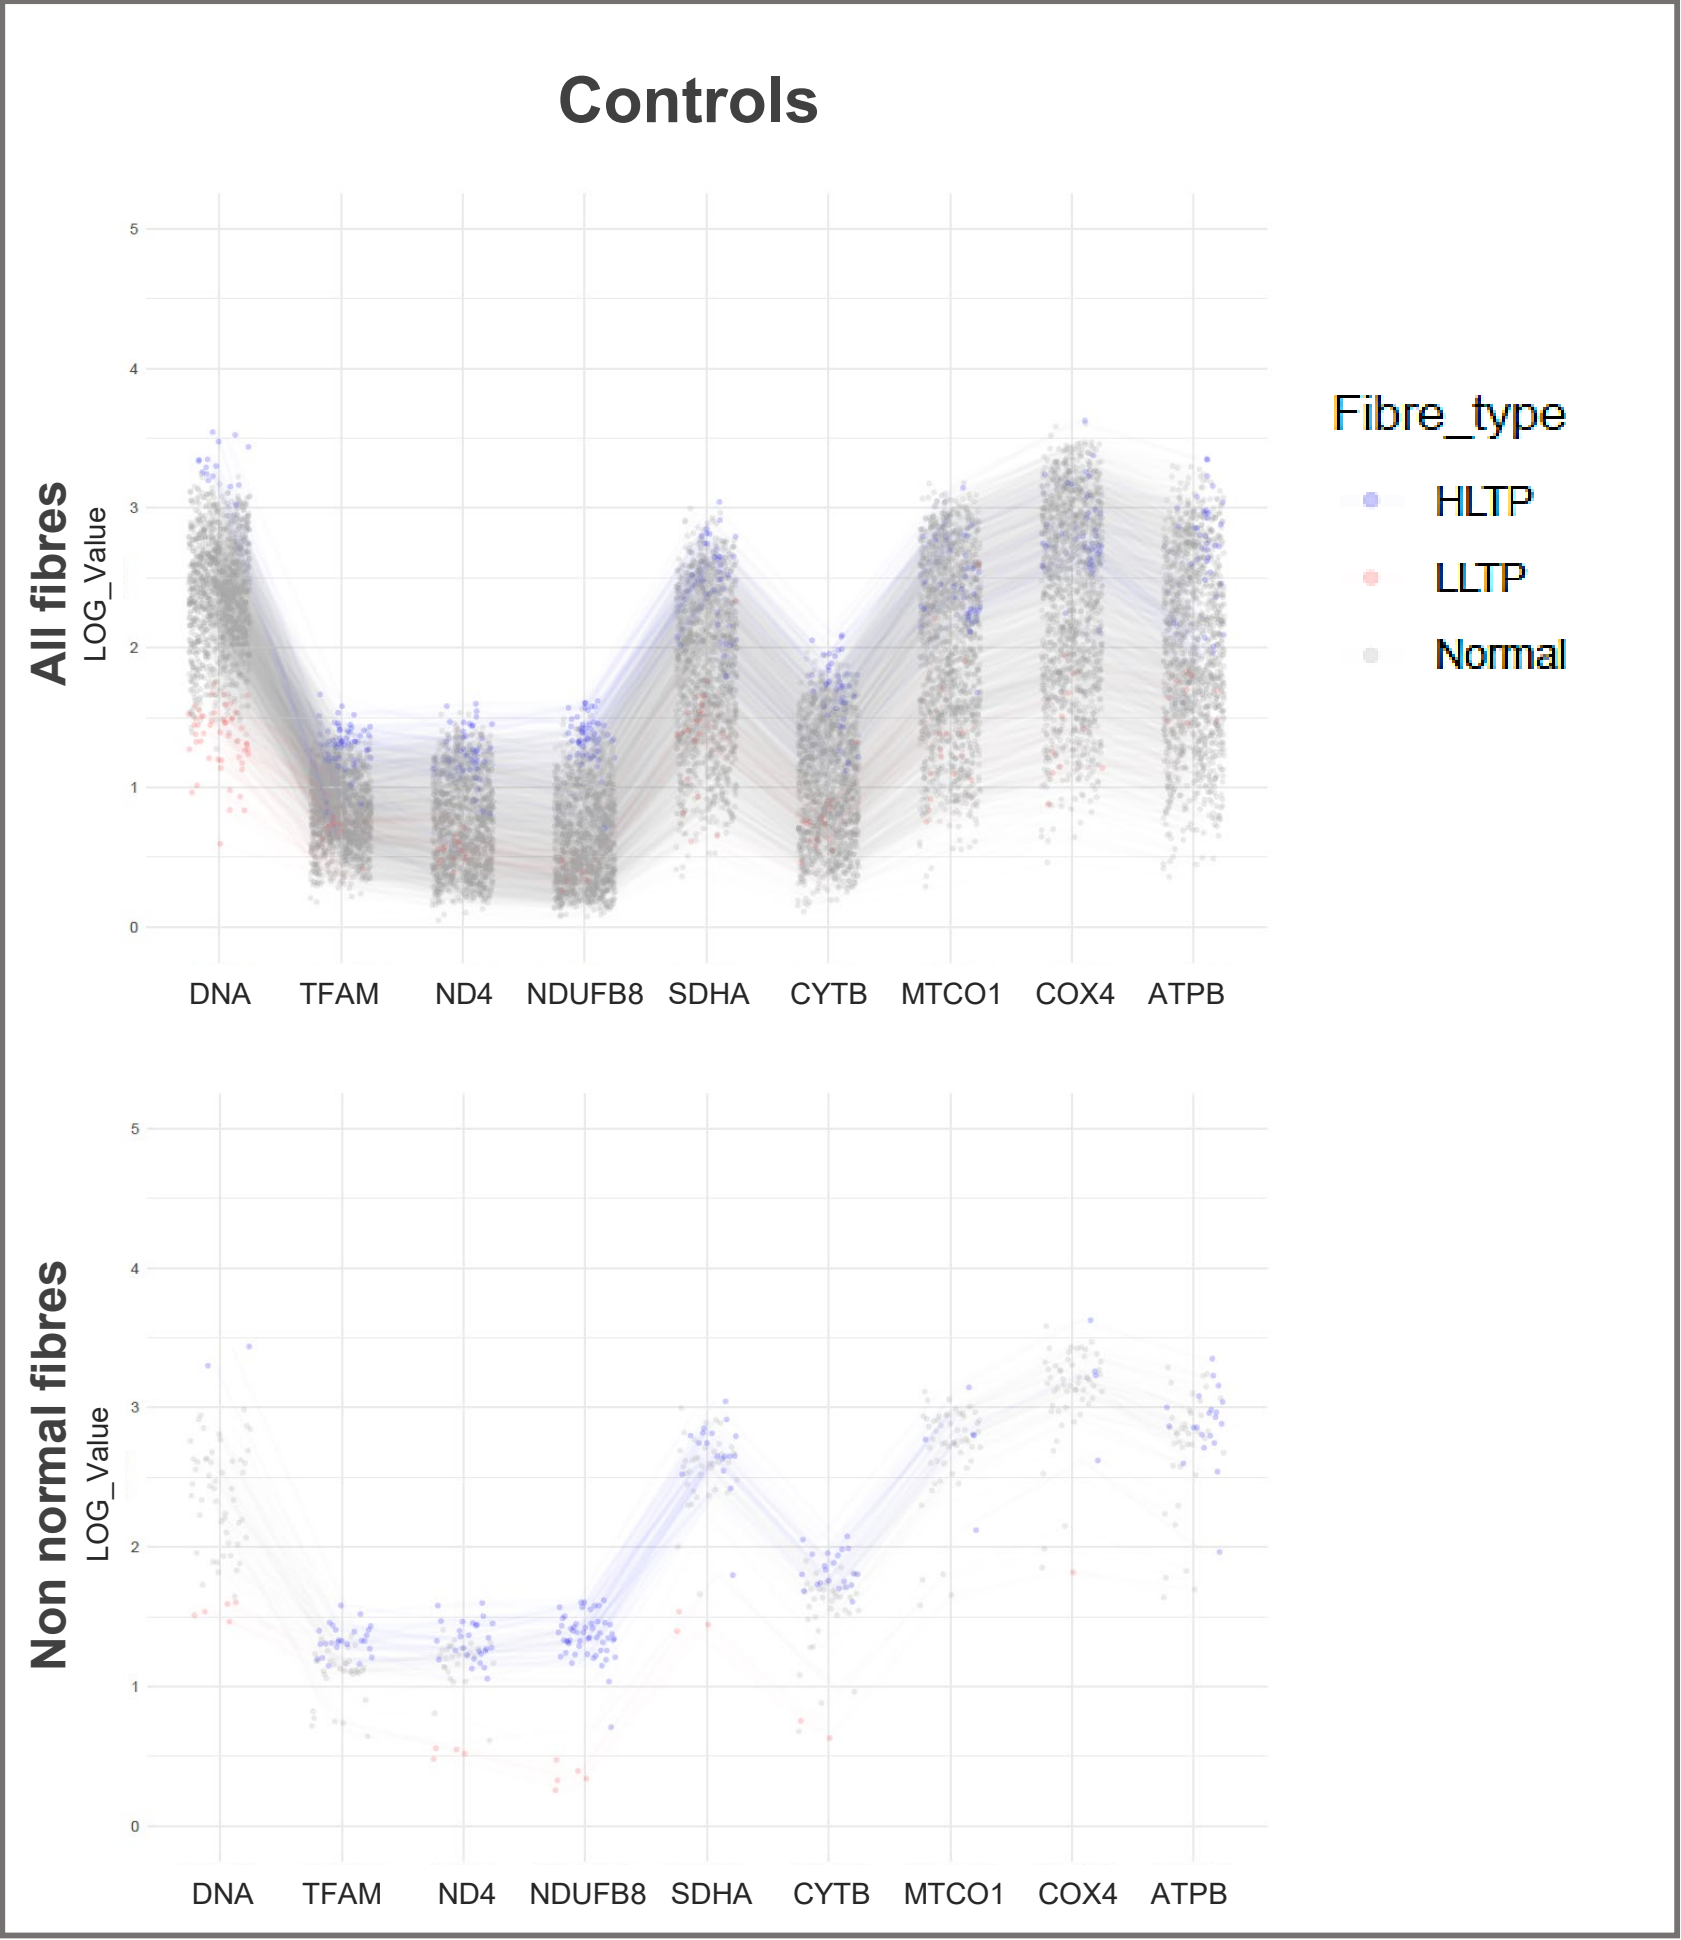 Controls
All fibres
LOG_Value
5
4
3
2
1
0
DNA TFAM ND4 NDUFB8 SDHA CYTB MTCO1 COX4 ATPB
Fibre_type
HLTP
LLTP
Normal
Non normal fibres
LOG_Value
5
4
3
2
1
0
DNA TFAM ND4 NDUFB8 SDHA CYTB MTCO1 COX4 ATPB